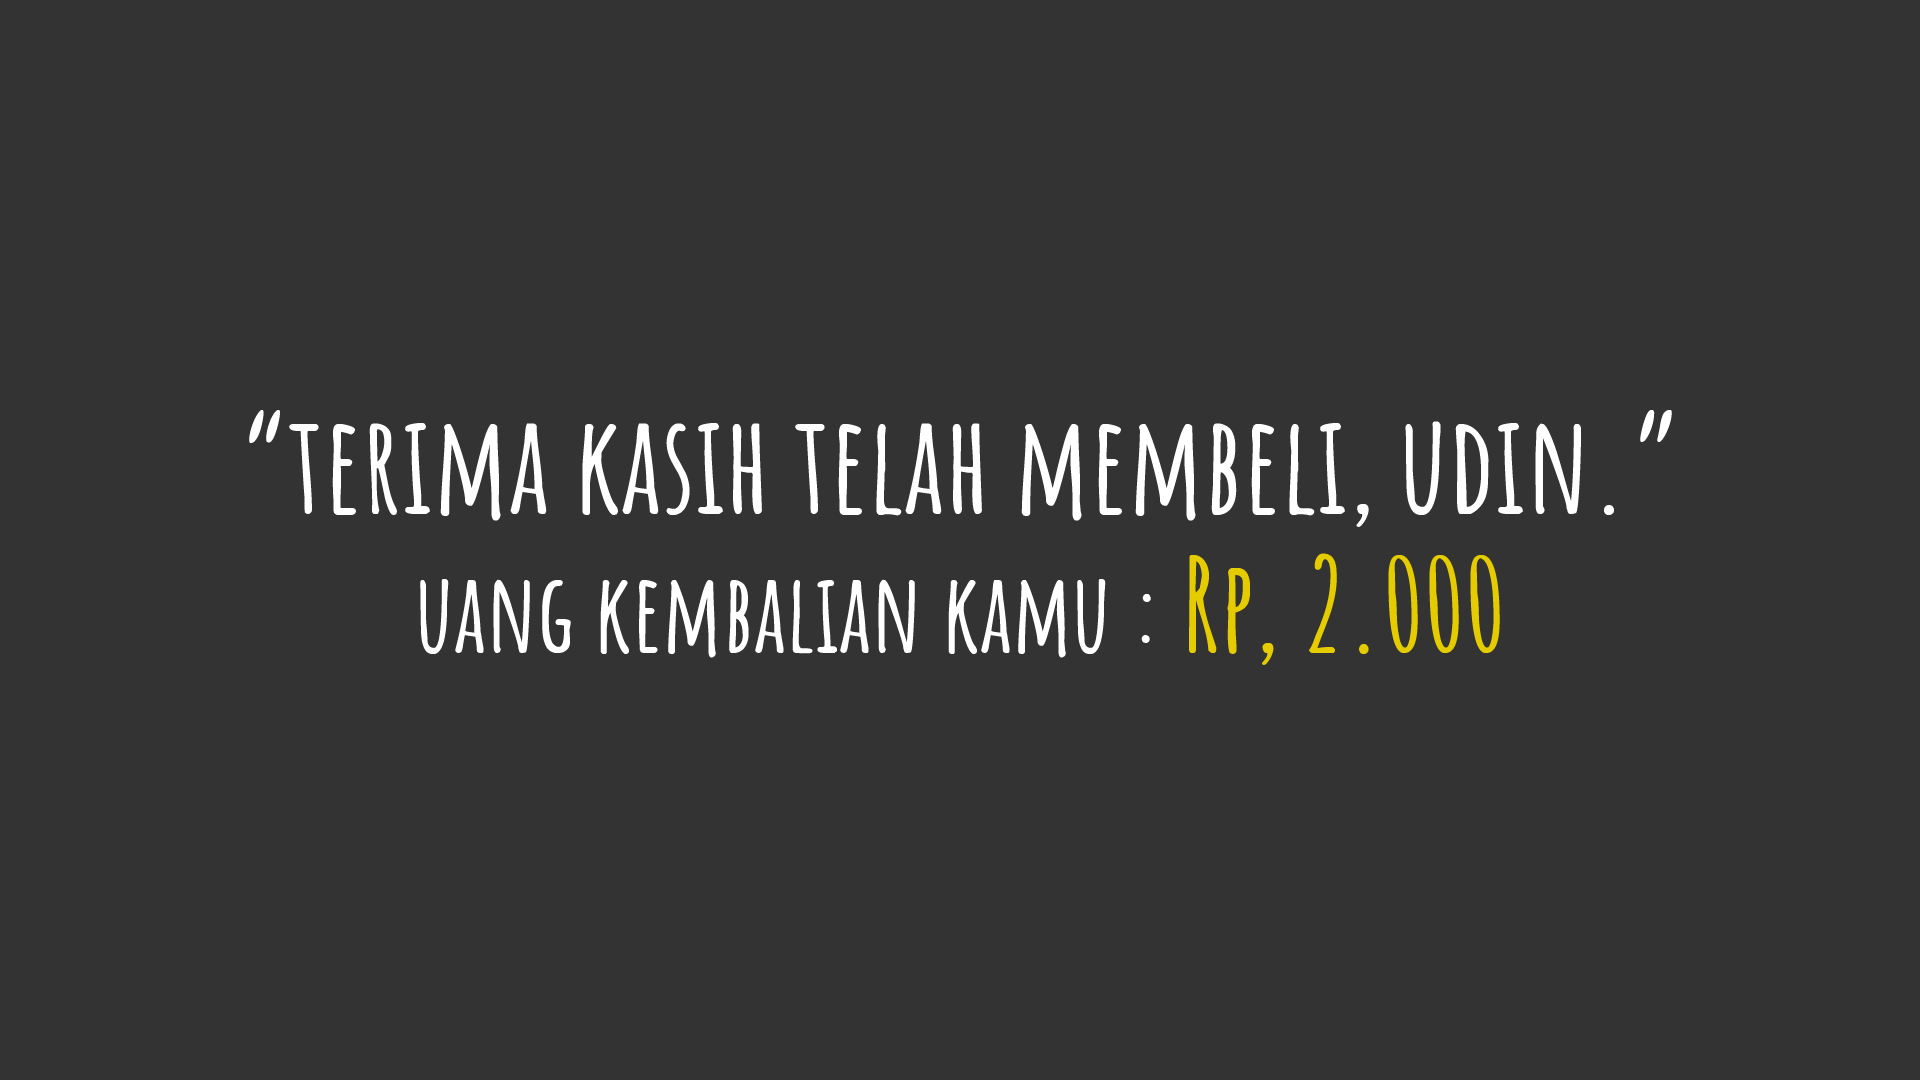 "TERIMA KASIH TELAH MEMBELI, UDIN."
UANG KEMBALIAN KAMU : Rp, 2.000